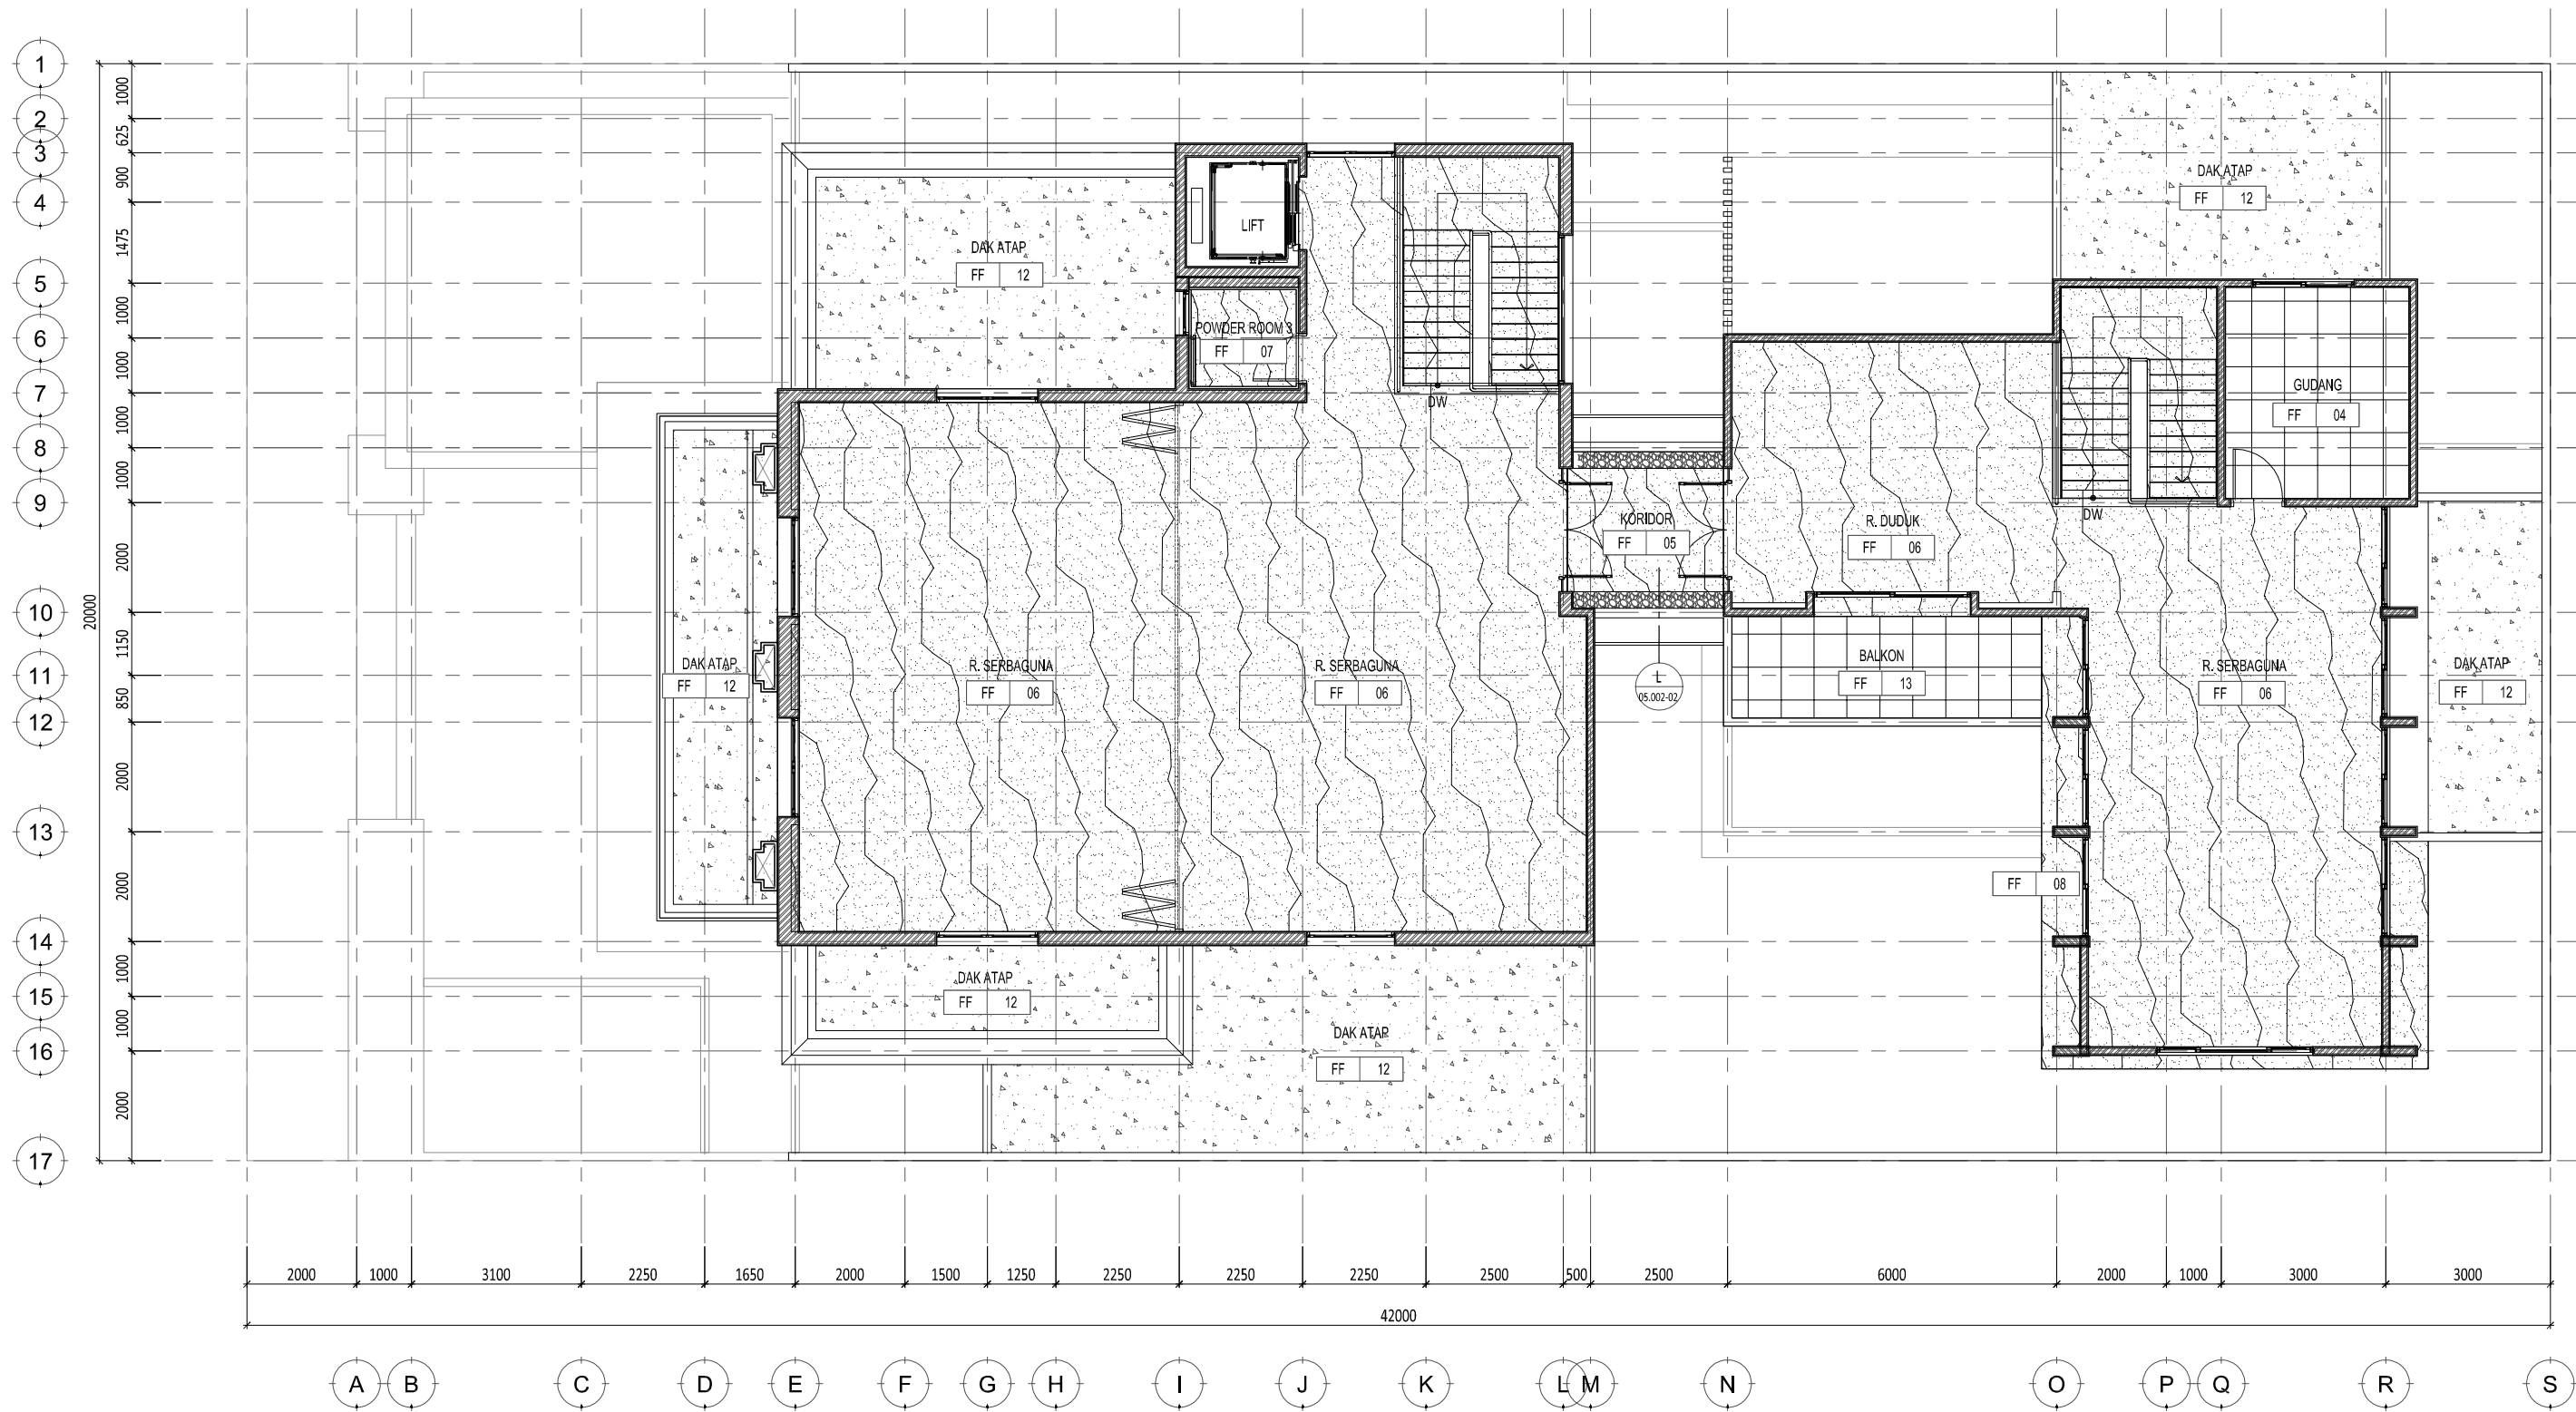 1
2
3
4
5
6
7
8
9
10
11
12
13
14
15
16
17
1000
625
900
1475
1000
1000
1000
1000
2000
1150
850
2000
2000
1000
1000
2000
20000
LIFT
DAK ATAP
FF 12
POWDER ROOM 3
FF 07
DW
DAK ATAP
FF 12
GUDANG
FF 04
DW
KORIDOR
FF 05
R. DUDUK
FF 06
DAK ATAP
FF 12
R. SERBAGUNA
FF 06
R. SERBAGUNA
FF 06
L
05.002-02
BALKON
FF 13
R. SERBAGUNA
FF 06
DAK ATAP
FF 12
FF 08
DAK ATAP
FF 12
DAK ATAP
FF 12
2000 1000 3100 2250 1650 2000 1500 1250 2250 2250 2250 2500 500 2500 6000 2000 1000 3000 3000
42000
A B C D E F G H I J K L M N O P Q R S